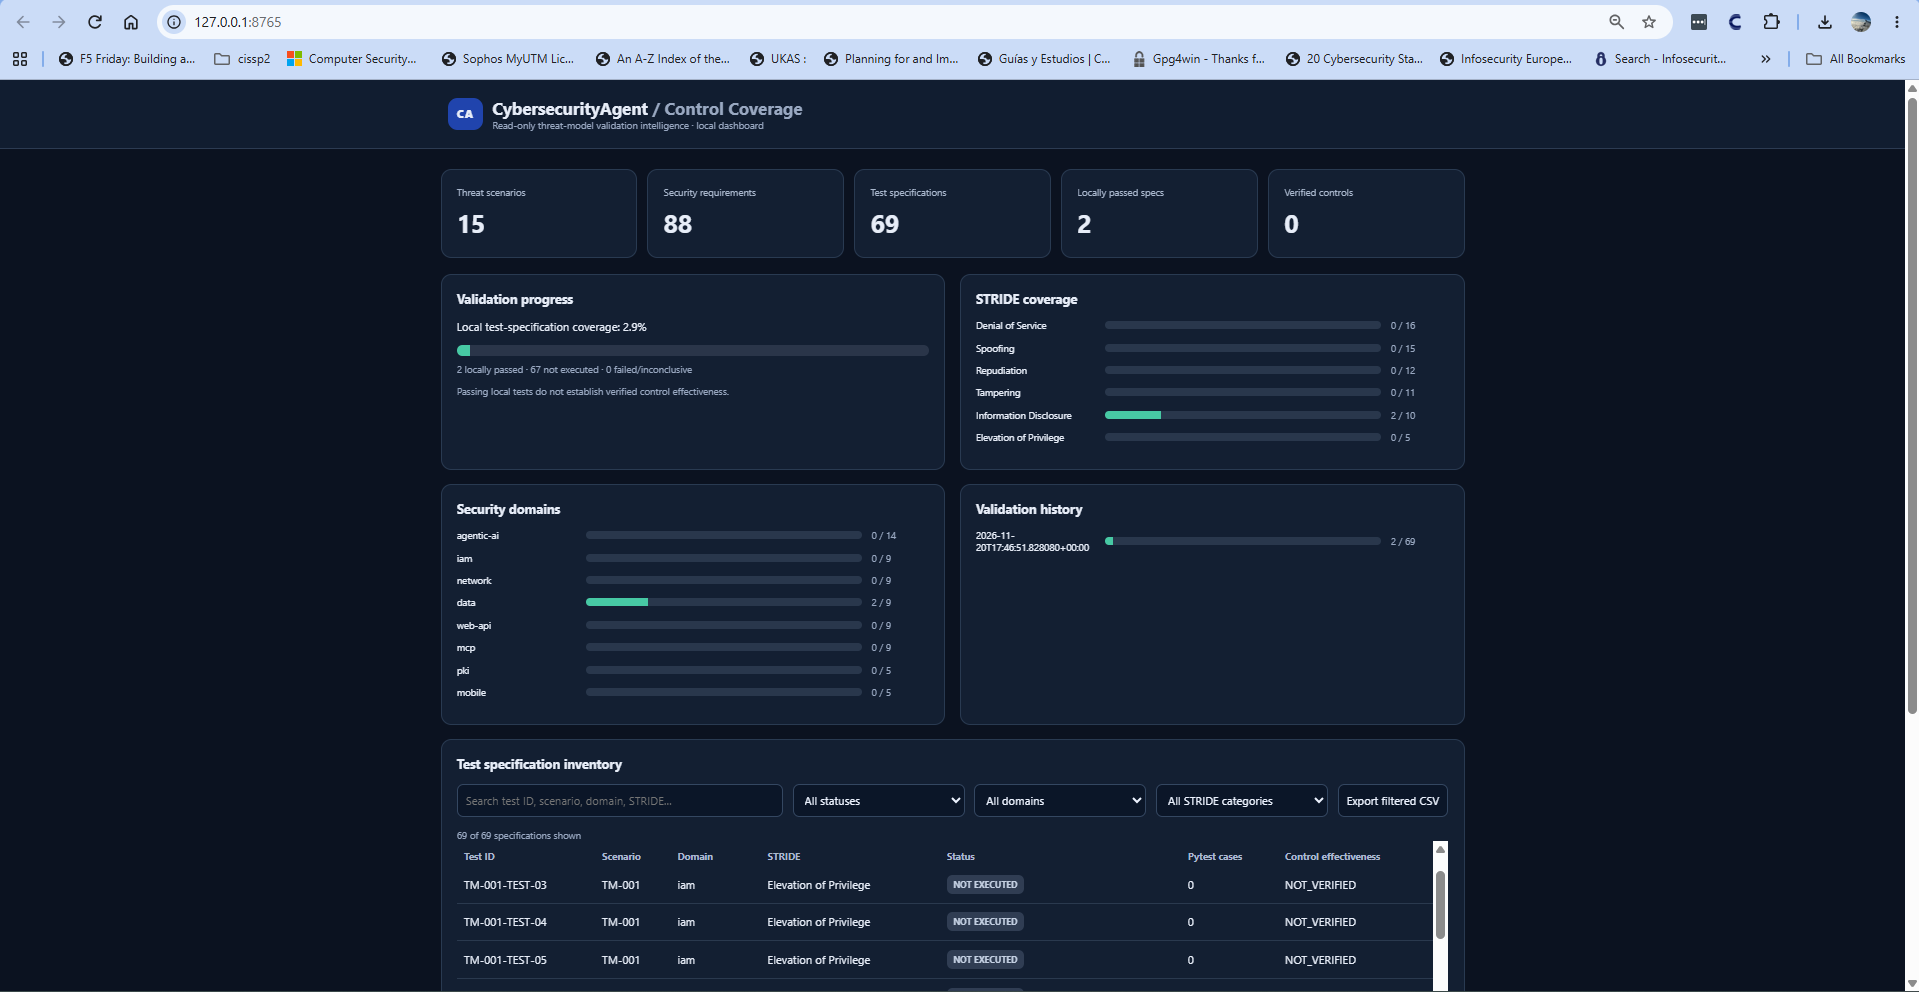 127.0.0.1:8765
F5 Friday: Building a...
cissp2
Computer Security...
Sophos MyUTM Lic...
An A-Z Index of the...
UKAS :
Planning for and Im...
Guías y Estudios | C...
Gpg4win - Thanks f...
20 Cybersecurity Sta...
Infosecurity Europe...
Search - Infosecurit...
»
All Bookmarks
CA
CybersecurityAgent / Control Coverage
Read-only threat-model validation intelligence · local dashboard
Threat scenarios
15
Security requirements
88
Test specifications
69
Locally passed specs
2
Verified controls
0
Validation progress
Local test-specification coverage: 2.9%
2 locally passed · 67 not executed · 0 failed/inconclusive
Passing local tests do not establish verified control effectiveness.
STRIDE coverage
Denial of Service 0 / 16
Spoofing 0 / 15
Repudiation 0 / 12
Tampering 0 / 11
Information Disclosure 2 / 10
Elevation of Privilege 0 / 5
Security domains
agentic-ai 0 / 14
iam 0 / 9
network 0 / 9
data 2 / 9
web-api 0 / 9
mcp 0 / 9
pki 0 / 5
mobile 0 / 5
Validation history
2026-11-
20T17:46:51.828080+00:00 2 / 69
Test specification inventory
Search test ID, scenario, domain, STRIDE...
All statuses
All domains
All STRIDE categories
Export filtered CSV
69 of 69 specifications shown
Test ID Scenario Domain STRIDE Status Pytest cases Control effectiveness
TM-001-TEST-03 TM-001 iam Elevation of Privilege NOT EXECUTED 0 NOT_VERIFIED
TM-001-TEST-04 TM-001 iam Elevation of Privilege NOT EXECUTED 0 NOT_VERIFIED
TM-001-TEST-05 TM-001 iam Elevation of Privilege NOT EXECUTED 0 NOT_VERIFIED